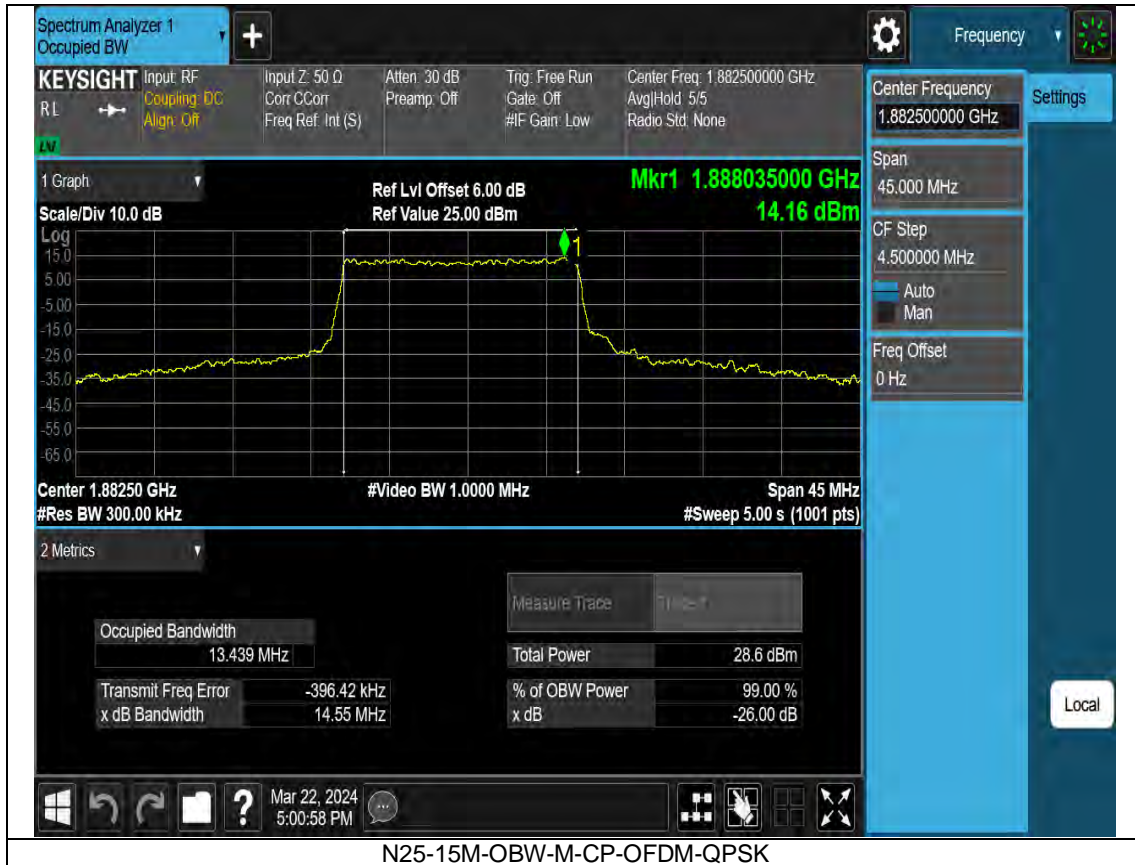 Spectrum Analyzer 1
Occupied BW
+
Frequency
KEYSIGHT
Input: RF
Input Z: 50 Ω
Atten: 30 dB
Trig: Free Run
Center Freq: 1.882500000 GHz
RL
Coupling: DC
Corr CCorr
Preamp: Off
Gate: Off
Avg|Hold: 5/5
Align: Off
Freq Ref: Int (S)
#IF Gain: Low
Radio Std: None
Center Frequency
1.882500000 GHz
Settings
Span
45.000 MHz
CF Step
4.500000 MHz
Auto
Man
Freq Offset
0 Hz
Local
1 Graph
Ref Lvl Offset 6.00 dB
Mkr1 1.888035000 GHz
Scale/Div 10.0 dB
Ref Value 25.00 dBm
14.16 dBm
Log
1
15.0
5.00
-5.00
-15.0
-25.0
-35.0
-45.0
-55.0
-65.0
Center 1.88250 GHz
#Video BW 1.0000 MHz
Span 45 MHz
#Res BW 300.00 kHz
#Sweep 5.00 s (1001 pts)
2 Metrics
Measure Trace
Occupied Bandwidth
13.439 MHz
Total Power
28.6 dBm
Transmit Freq Error
-396.42 kHz
% of OBW Power
99.00 %
x dB Bandwidth
14.55 MHz
x dB
-26.00 dB
?
Mar 22, 2024
5:00:58 PM
N25-15M-OBW-M-CP-OFDM-QPSK